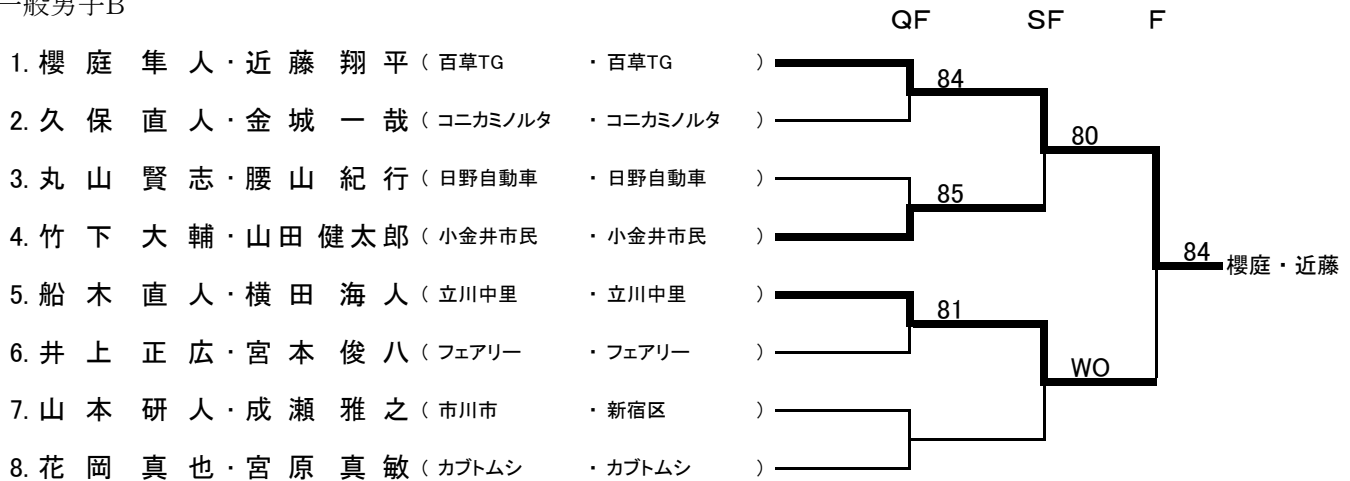 一般男子B
QF SF F
1. 櫻庭 隼人・近藤 翔平 ( 百草TG ・ 百草TG )
84
2. 久保 直人・金城 一哉 ( コニカミノルタ ・ コニカミノルタ )
80
3. 丸山 賢志・腰山 紀行 ( 日野自動車 ・ 日野自動車 )
85
4. 竹下 大輔・山田 健太郎 ( 小金井市民 ・ 小金井市民 )
84 櫻庭・近藤
5. 船木 直人・横田 海人 ( 立川中里 ・ 立川中里 )
81
6. 井上 正広・宮本 俊八 ( フェアリー ・ フェアリー )
WO
7. 山本 研人・成瀬 雅之 ( 市川市 ・ 新宿区 )
8. 花岡 真也・宮原 真敏 ( カブトムシ ・ カブトムシ )